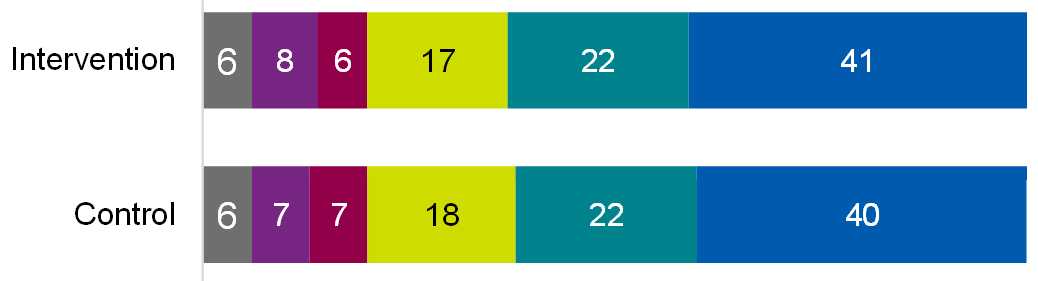 Intervention 6 8 6 17 22 41
Control 6 7 7 18 22 40